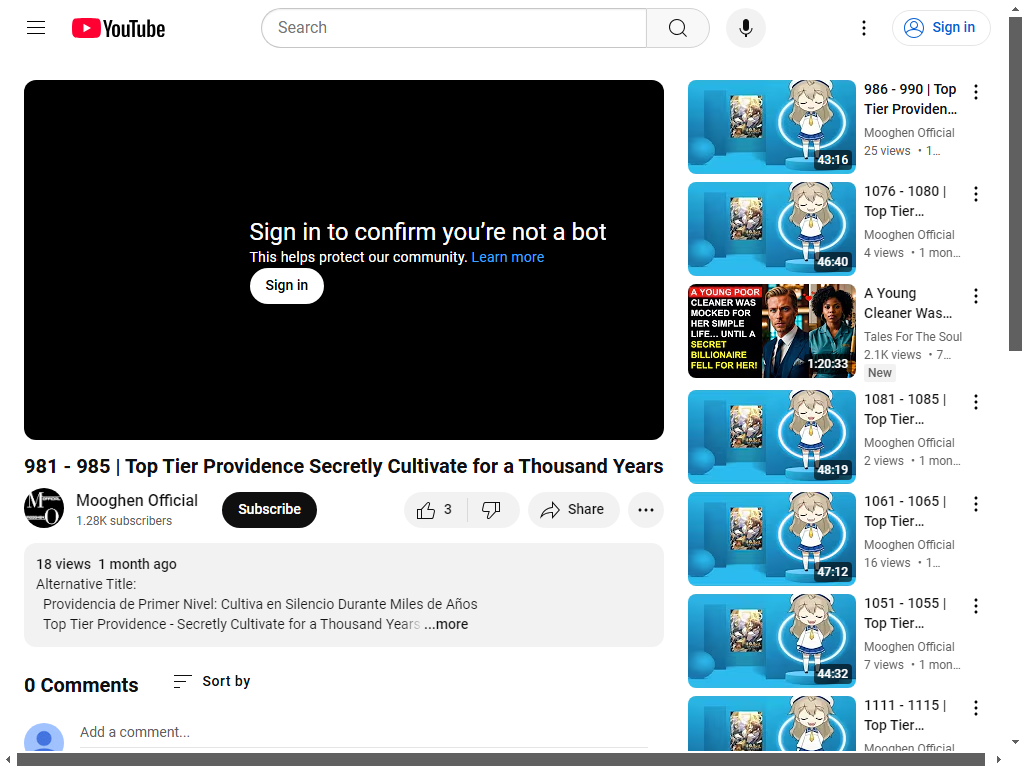 YouTube
Search
Sign in
Sign in to confirm you’re not a bot
This helps protect our community. Learn more
Sign in
981 - 985 | Top Tier Providence Secretly Cultivate for a Thousand Years
Mooghen Official
1.28K subscribers
Subscribe
3
Share
18 views 1 month ago
Alternative Title:
Providencia de Primer Nivel: Cultiva en Silencio Durante Miles de Años
Top Tier Providence - Secretly Cultivate for a Thousand Years ...more
0 Comments
Sort by
Add a comment...
43:16
986 - 990 | Top
Tier Providen...
Mooghen Official
25 views • 1...
46:40
1076 - 1080 |
Top Tier...
Mooghen Official
4 views • 1 mon...
A YOUNG POOR
CLEANER WAS
MOCKED FOR
HER SIMPLE
LIFE... UNTIL A
SECRET
BILLIONAIRE
FELL FOR HER!
1:20:33
A Young
Cleaner Was...
Tales For The Soul
2.1K views • 7...
New
48:19
1081 - 1085 |
Top Tier...
Mooghen Official
2 views • 1 mon...
47:12
1061 - 1065 |
Top Tier...
Mooghen Official
16 views • 1...
44:32
1051 - 1055 |
Top Tier...
Mooghen Official
7 views • 1 mon...
1111 - 1115 |
Top Tier...
Mooghen Official